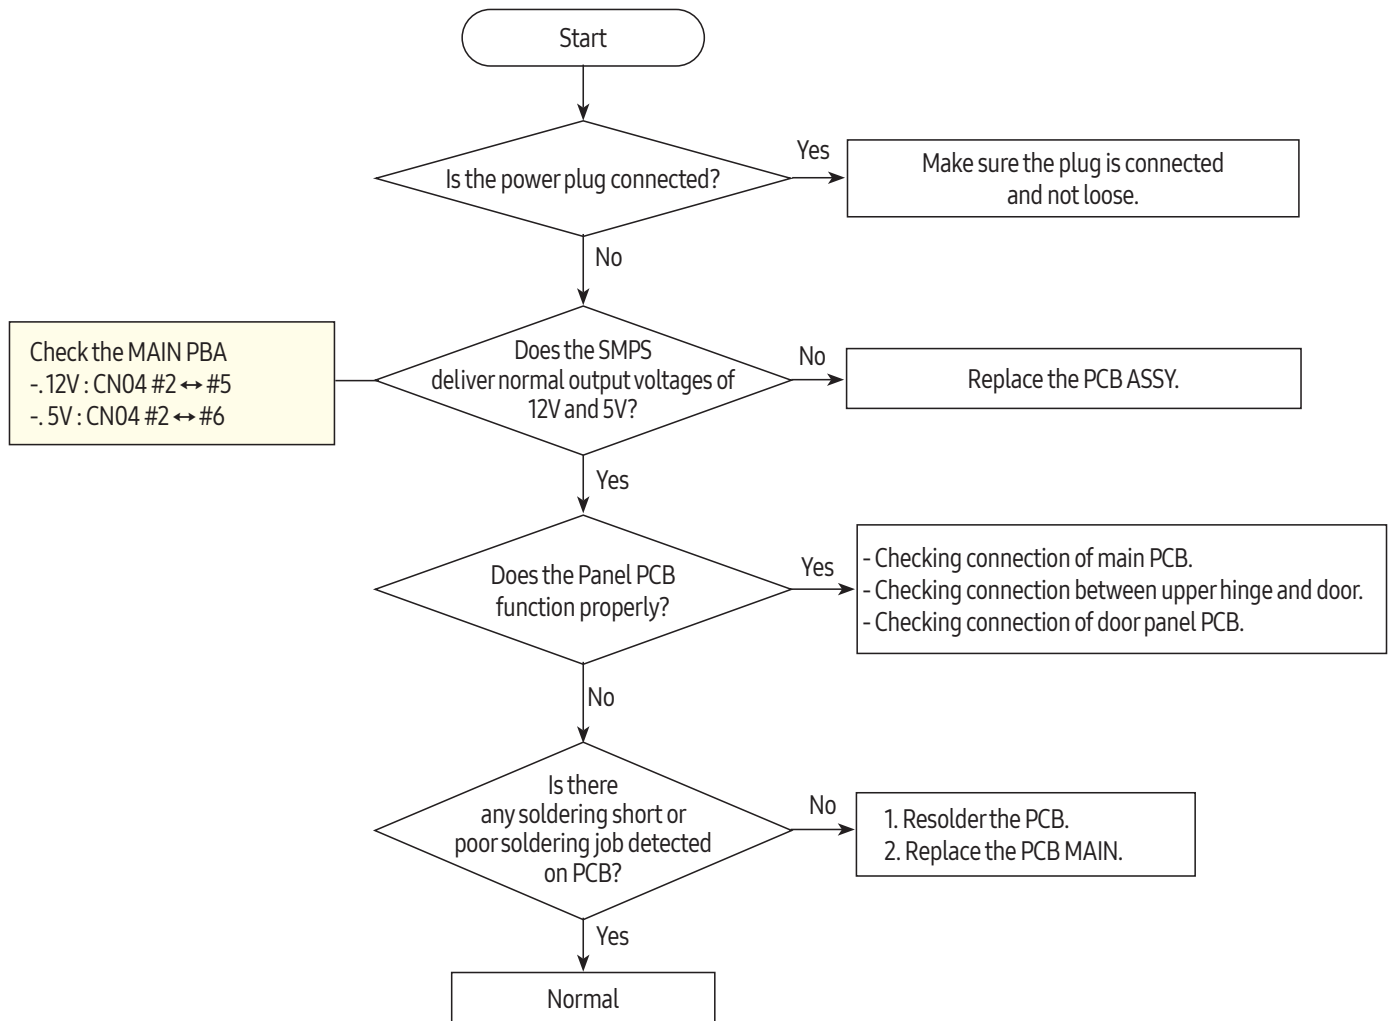 Start
Is the power plug connected?
Yes
Make sure the plug is connected
and not loose.
No
Check the MAIN PBA
-. 12V : CN04 #2 ↔ #5
-. 5V : CN04 #2 ↔ #6
Does the SMPS
deliver normal output voltages of
12V and 5V?
No
Replace the PCB ASSY.
Yes
Does the Panel PCB
function properly?
Yes
- Checking connection of main PCB.
- Checking connection between upper hinge and door.
- Checking connection of door panel PCB.
No
Is there
any soldering short or
poor soldering job detected
on PCB?
No
1. Resolder the PCB.
2. Replace the PCB MAIN.
Yes
Normal